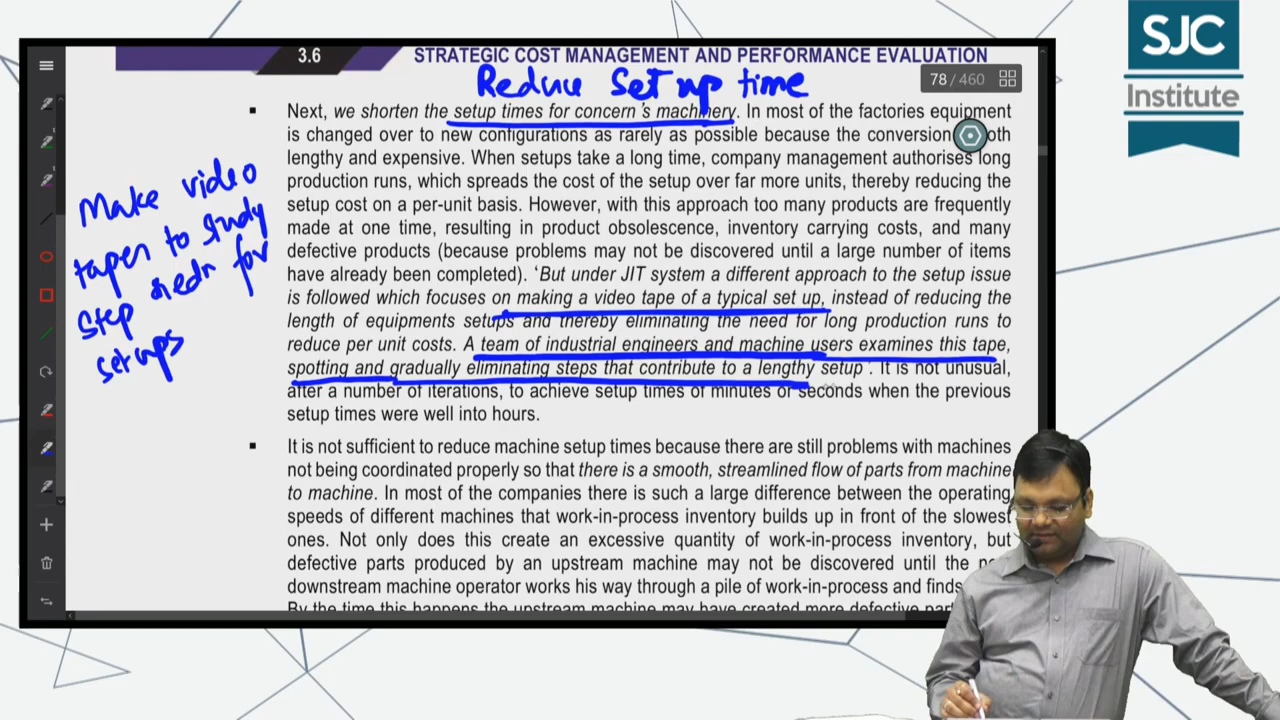 SJC
Institute
3.6
STRATEGIC COST MANAGEMENT AND PERFORMANCE EVALUATION
Reduce Set up time
78 / 460
▪ Next, we shorten the setup times for concern's machinery. In most of the factories equipment
is changed over to new configurations as rarely as possible because the conversion oth
lengthy and expensive. When setups take a long time, company management authorises long
production runs, which spreads the cost of the setup over far more units, thereby reducing the
setup cost on a per-unit basis. However, with this approach too many products are frequently
made at one time, resulting in product obsolescence, inventory carrying costs, and many
defective products (because problems may not be discovered until a large number of items
have already been completed). 'But under JIT system a different approach to the setup issue
is followed which focuses on making a video tape of a typical set up, instead of reducing the
length of equipments setups and thereby eliminating the need for long production runs to
reduce per unit costs. A team of industrial engineers and machine users examines this tape,
spotting and gradually eliminating steps that contribute to a lengthy setup'. It is not unusual,
after a number of iterations, to achieve setup times of minutes or seconds when the previous
setup times were well into hours.
Make video
tapes to study
step needn for
setups
▪ It is not sufficient to reduce machine setup times because there are still problems with machines
not being coordinated properly so that there is a smooth, streamlined flow of parts from machine
to machine. In most of the companies there is such a large difference between the operating
speeds of different machines that work-in-process inventory builds up in front of the slowest
ones. Not only does this create an excessive quantity of work-in-process inventory, but
defective parts produced by an upstream machine may not be discovered until the
downstream machine operator works his way through a pile of work-in-process and finds
By the time this happens the upstream machine may have created more defective